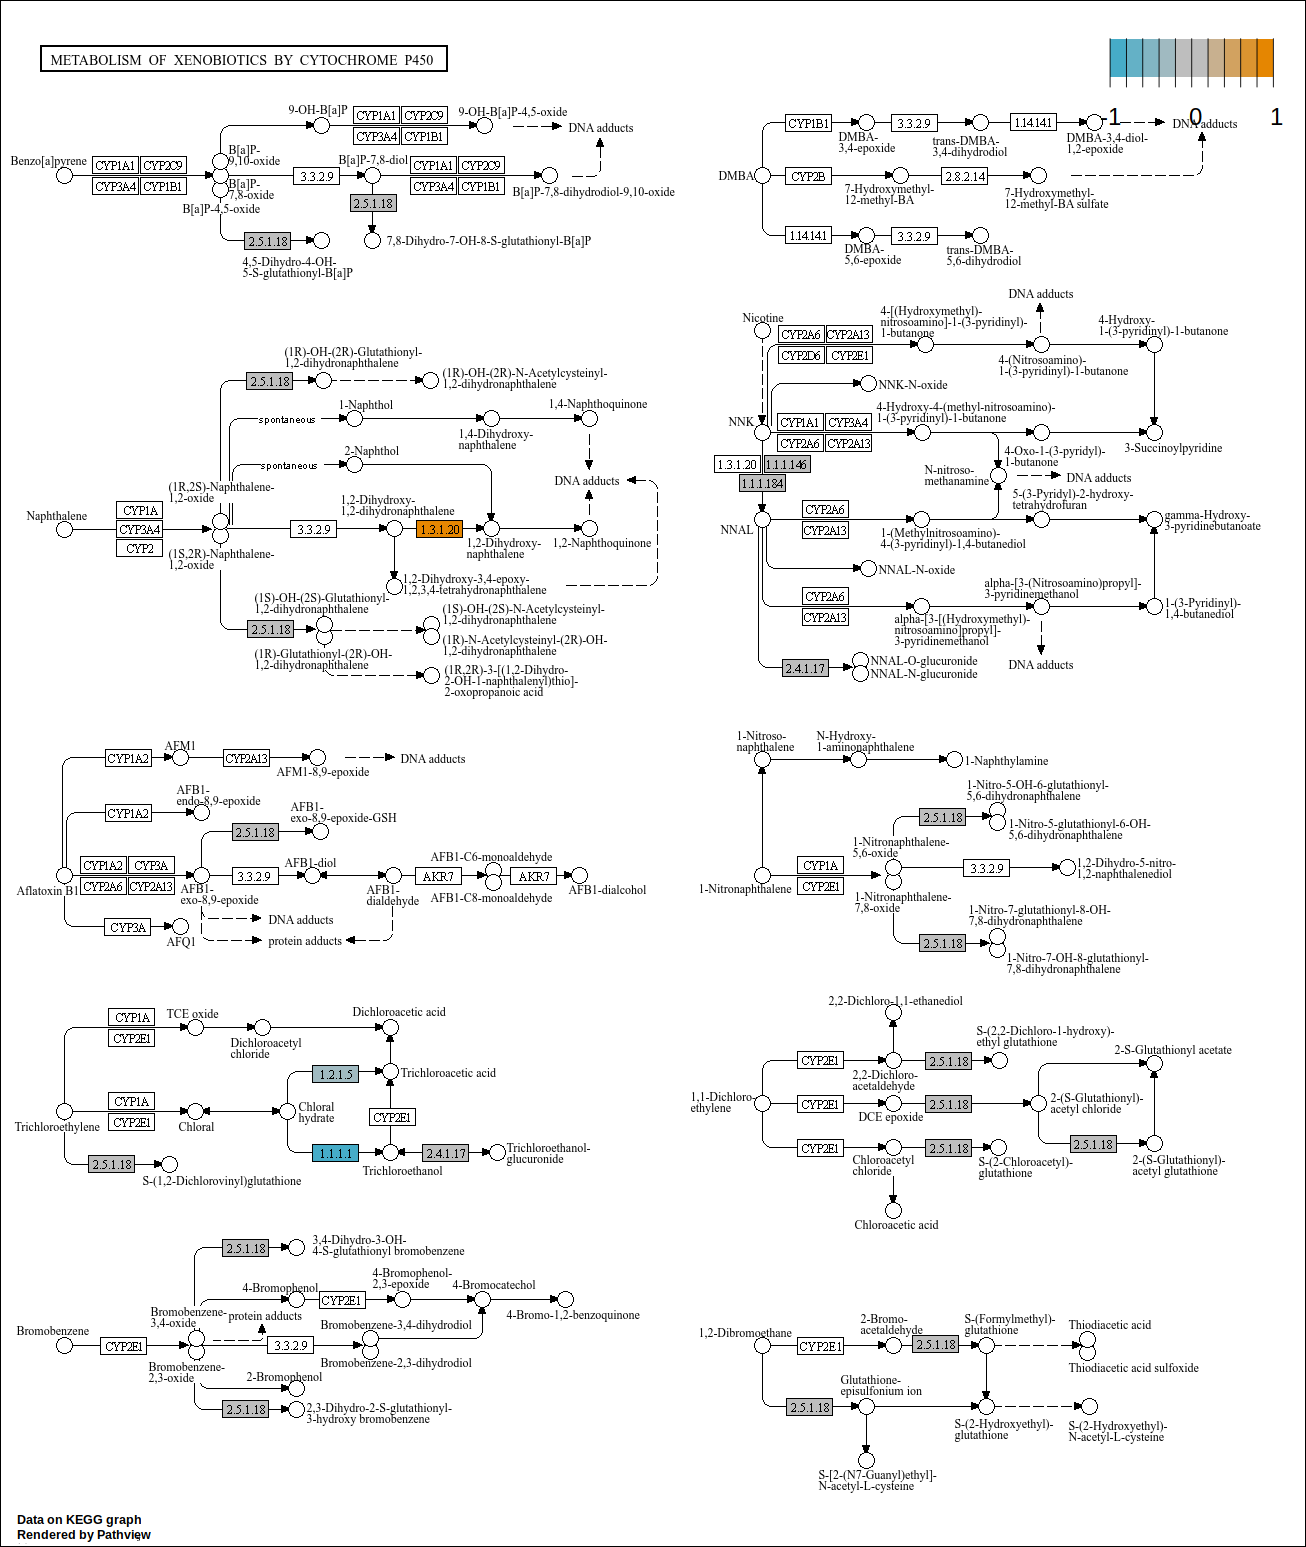 METABOLISM OF XENOBIOTICS BY CYTOCHROME P450
-1 0 1
9-OH-B[a]P
CYP1A1 CYP2C9
CYP3A4 CYP1B1
9-OH-B[a]P-4,5-oxide
DNA adducts
Benzo[a]pyrene
CYP1A1 CYP2C9
CYP3A4 CYP1B1
B[a]P-
9,10-oxide
B[a]P-
7,8-oxide
B[a]P-4,5-oxide
3.3.2.9
B[a]P-7,8-diol
CYP1A1 CYP2C9
CYP3A4 CYP1B1
B[a]P-7,8-dihydrodiol-9,10-oxide
2.5.1.18
2.5.1.18
7,8-Dihydro-7-OH-8-S-glutathionyl-B[a]P
4,5-Dihydro-4-OH-
5-S-glutathionyl-B[a]P
DMBA
CYP1B1
DMBA-
3,4-epoxide
3.3.2.9
trans-DMBA-
3,4-dihydrodiol
1.14.14.1
DMBA-3,4-diol-
1,2-epoxide
DNA adducts
CYP2B
7-Hydroxymethyl-
12-methyl-BA
2.8.2.14
7-Hydroxymethyl-
12-methyl-BA sulfate
1.14.14.1
DMBA-
5,6-epoxide
3.3.2.9
trans-DMBA-
5,6-dihydrodiol
Naphthalene
CYP1A
CYP3A4
CYP2
(1R,2S)-Naphthalene-
1,2-oxide
(1S,2R)-Naphthalene-
1,2-oxide
2.5.1.18
(1R)-OH-(2R)-Glutathionyl-
1,2-dihydronaphthalene
(1R)-OH-(2R)-N-Acetylcysteinyl-
1,2-dihydronaphthalene
spontaneous
1-Naphthol
1,4-Dihydroxy-
naphthalene
1,4-Naphthoquinone
spontaneous
2-Naphthol
DNA adducts
3.3.2.9
1,2-Dihydroxy-
1,2-dihydronaphthalene
1.3.1.20
1,2-Dihydroxy-
naphthalene
1,2-Naphthoquinone
1,2-Dihydroxy-3,4-epoxy-
1,2,3,4-tetrahydronaphthalene
2.5.1.18
(1S)-OH-(2S)-Glutathionyl-
1,2-dihydronaphthalene
(1R)-Glutathionyl-(2R)-OH-
1,2-dihydronaphthalene
(1S)-OH-(2S)-N-Acetylcysteinyl-
1,2-dihydronaphthalene
(1R)-N-Acetylcysteinyl-(2R)-OH-
1,2-dihydronaphthalene
(1R,2R)-3-[(1,2-Dihydro-
2-OH-1-naphthalenyl)thio]-
2-oxopropanoic acid
Nicotine
CYP2A6 CYP2A13
CYP2D6 CYP2E1
4-[(Hydroxymethyl)-
nitrosoamino]-1-(3-pyridinyl)-
1-butanone
DNA adducts
4-(Nitrosoamino)-
1-(3-pyridinyl)-1-butanone
4-Hydroxy-
1-(3-pyridinyl)-1-butanone
NNK-N-oxide
NNK
CYP1A1 CYP3A4
CYP2A6 CYP2A13
4-Hydroxy-4-(methyl-nitrosoamino)-
1-(3-pyridinyl)-1-butanone
4-Oxo-1-(3-pyridyl)-
1-butanone
3-Succinoylpyridine
1.3.1.20 1.1.1.146
1.1.1.184
N-nitroso-
methanamine
DNA adducts
NNAL
CYP2A6
CYP2A13
1-(Methylnitrosoamino)-
4-(3-pyridinyl)-1,4-butanediol
5-(3-Pyridyl)-2-hydroxy-
tetrahydrofuran
gamma-Hydroxy-
3-pyridinebutanoate
NNAL-N-oxide
CYP2A6
CYP2A13
alpha-[3-[(Hydroxymethyl)-
nitrosoamino]propyl]-
3-pyridinemethanol
alpha-[3-(Nitrosoamino)propyl]-
3-pyridinemethanol
1-(3-Pyridinyl)-
1,4-butanediol
DNA adducts
2.4.1.17
NNAL-O-glucuronide
NNAL-N-glucuronide
CYP1A2
AFM1
CYP2A13
AFM1-8,9-epoxide
DNA adducts
CYP1A2
AFB1-
endo-8,9-epoxide
2.5.1.18
AFB1-
exo-8,9-epoxide-GSH
Aflatoxin B1
CYP1A2 CYP3A
CYP2A6 CYP2A13
AFB1-
exo-8,9-epoxide
3.3.2.9
AFB1-diol
AFB1-
dialdehyde
AKR7
AFB1-C6-monoaldehyde
AFB1-C8-monoaldehyde
AKR7
AFB1-dialcohol
DNA adducts
protein adducts
CYP3A
AFQ1
1-Nitroso-
naphthalene
N-Hydroxy-
1-aminonaphthalene
1-Naphthylamine
1-Nitronaphthalene
CYP1A
CYP2E1
1-Nitronaphthalene-
5,6-oxide
1-Nitronaphthalene-
7,8-oxide
2.5.1.18
1-Nitro-5-OH-6-glutathionyl-
5,6-dihydronaphthalene
1-Nitro-5-glutathionyl-6-OH-
5,6-dihydronaphthalene
3.3.2.9
1,2-Dihydro-5-nitro-
1,2-naphthalenediol
2.5.1.18
1-Nitro-7-glutathionyl-8-OH-
7,8-dihydronaphthalene
1-Nitro-7-OH-8-glutathionyl-
7,8-dihydronaphthalene
Trichloroethylene
CYP1A
CYP2E1
TCE oxide
Dichloroacetyl
chloride
Dichloroacetic acid
CYP1A
CYP2E1
Chloral
Chloral
hydrate
1.2.1.5
Trichloroacetic acid
CYP2E1
1.1.1.1
Trichloroethanol
2.4.1.17
Trichloroethanol-
glucuronide
2.5.1.18
S-(1,2-Dichlorovinyl)glutathione
1,1-Dichloro-
ethylene
2,2-Dichloro-1,1-ethanediol
CYP2E1
2,2-Dichloro-
acetaldehyde
2.5.1.18
S-(2,2-Dichloro-1-hydroxy)-
ethyl glutathione
CYP2E1
DCE epoxide
2.5.1.18
2-(S-Glutathionyl)-
acetyl chloride
2-S-Glutathionyl acetate
CYP2E1
Chloroacetyl
chloride
2.5.1.18
S-(2-Chloroacetyl)-
glutathione
2.5.1.18
2-(S-Glutathionyl)-
acetyl glutathione
Chloroacetic acid
Bromobenzene
CYP2E1
Bromobenzene-
3,4-oxide
Bromobenzene-
2,3-oxide
2.5.1.18
3,4-Dihydro-3-OH-
4-S-glutathionyl bromobenzene
4-Bromophenol
CYP2E1
4-Bromophenol-
2,3-epoxide
4-Bromocatechol
4-Bromo-1,2-benzoquinone
protein adducts
3.3.2.9
Bromobenzene-3,4-dihydrodiol
Bromobenzene-2,3-dihydrodiol
2-Bromophenol
2.5.1.18
2,3-Dihydro-2-S-glutathionyl-
3-hydroxy bromobenzene
1,2-Dibromoethane
CYP2E1
2-Bromo-
acetaldehyde
2.5.1.18
S-(Formylmethyl)-
glutathione
Thiodiacetic acid
Thiodiacetic acid sulfoxide
2.5.1.18
Glutathione-
episulfonium ion
S-(2-Hydroxyethyl)-
glutathione
S-(2-Hydroxyethyl)-
N-acetyl-L-cysteine
S-[2-(N7-Guanyl)ethyl]-
N-acetyl-L-cysteine
Data on KEGG graph
Rendered by Pathview